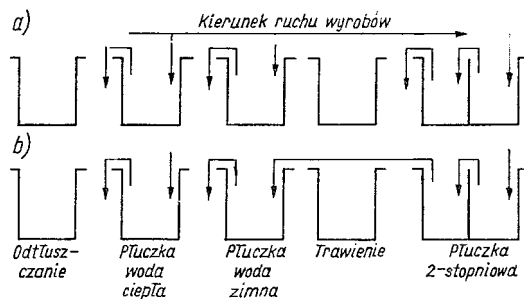 a) Kierunek ruchu wyrobów
b)
Odtłusz-
czanie
Płuczka
woda
ciepła
Płuczka
woda
zimna
Trawienie
Płuczka
2-stopniowa